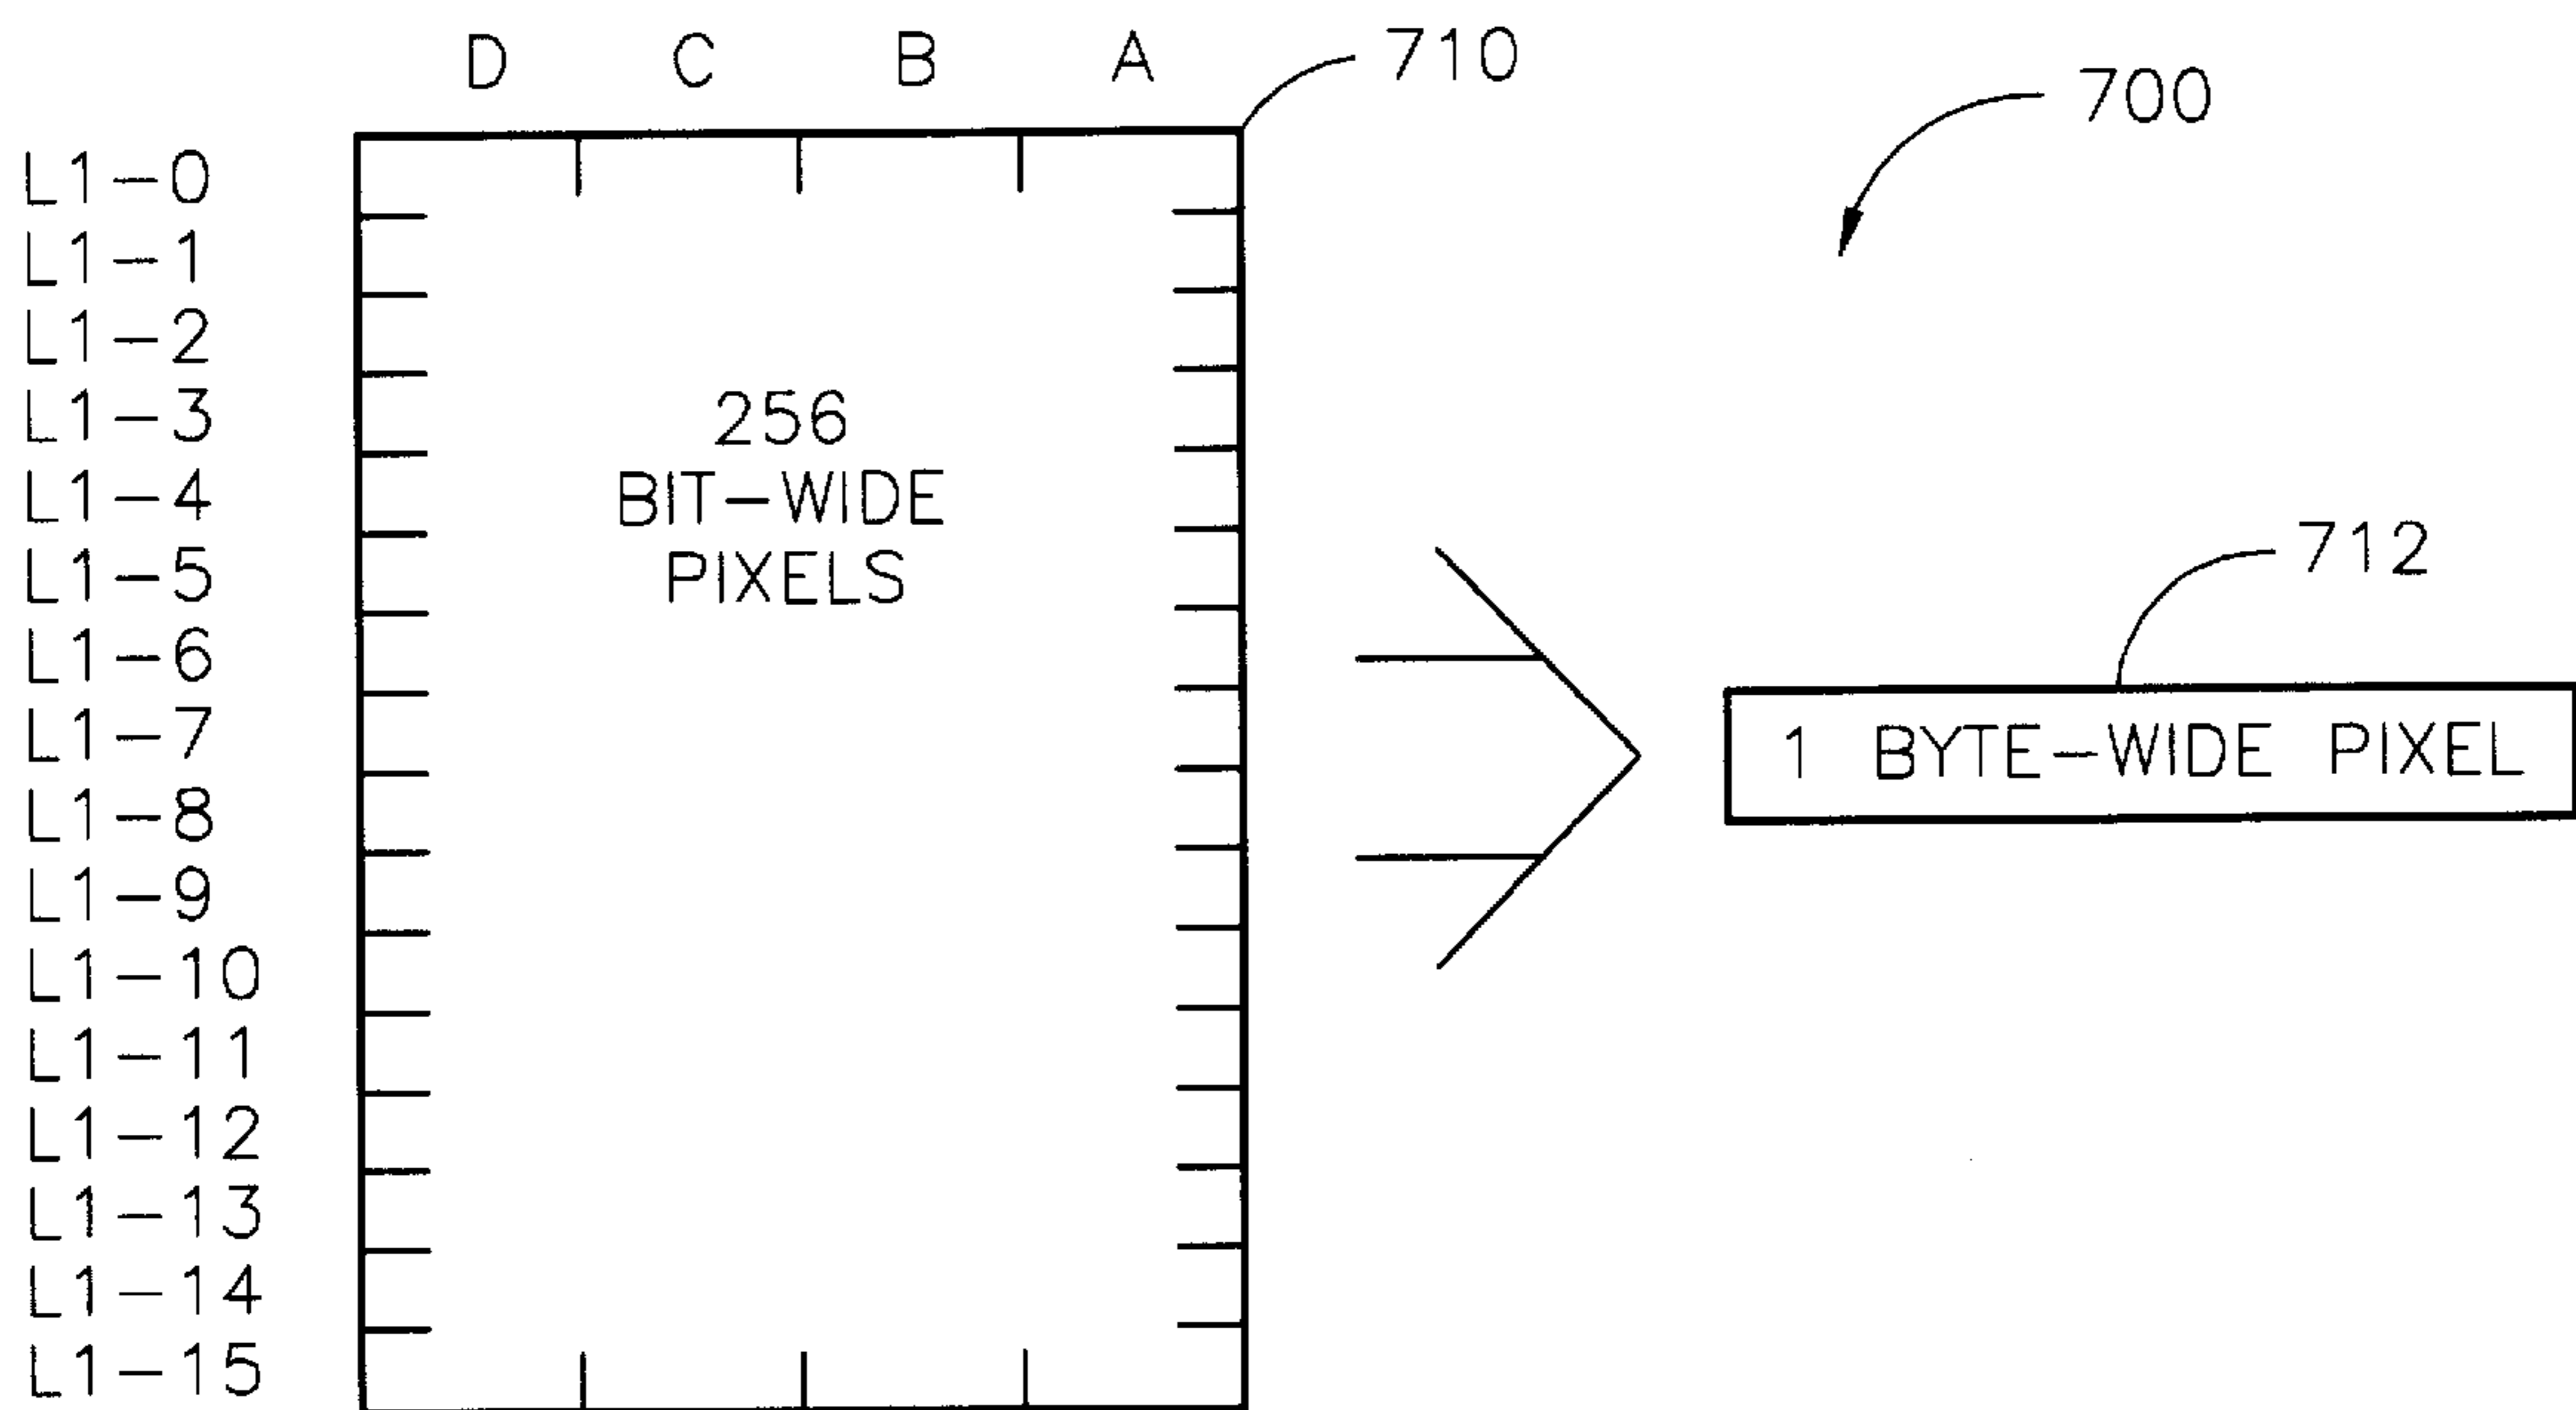 D C B A 710
700
L1-0
L1-1
L1-2
L1-3
L1-4
L1-5
L1-6
L1-7
L1-8
L1-9
L1-10
L1-11
L1-12
L1-13
L1-14
L1-15
256
BIT-WIDE
PIXELS
712
1 BYTE-WIDE PIXEL